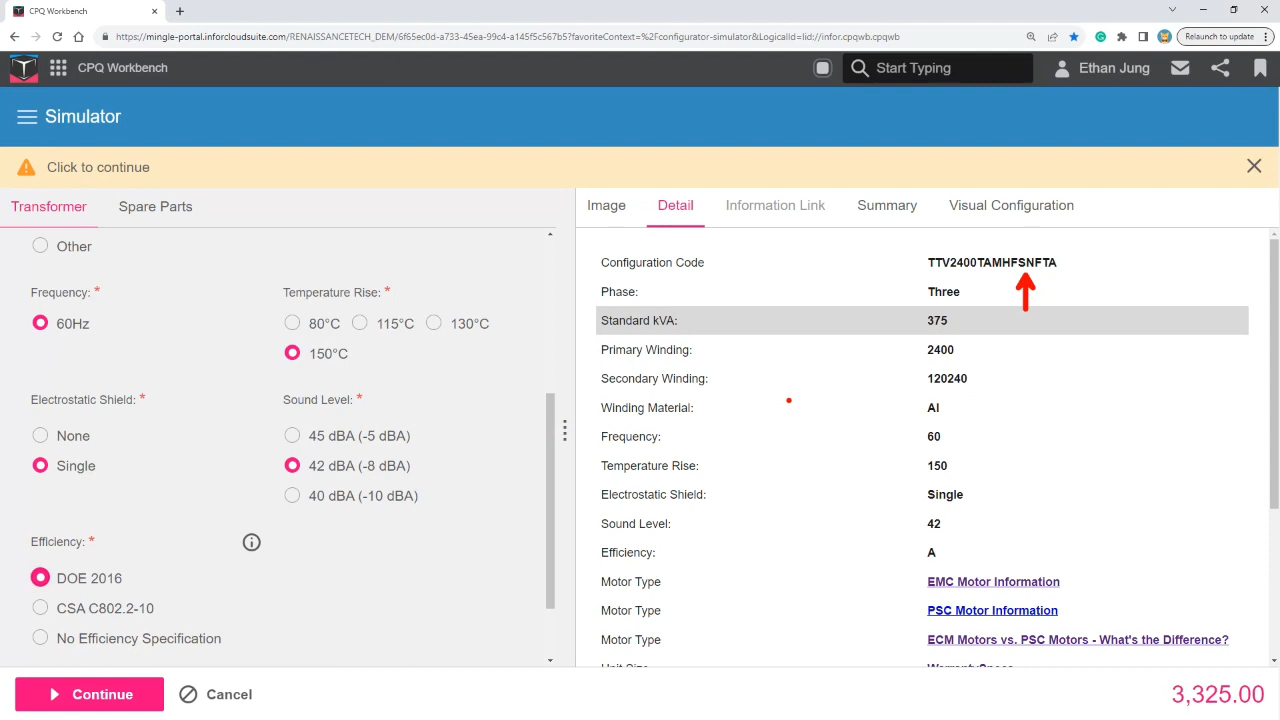 CPQ Workbench
https://mingle-portal.inforcloudsuite.com/RENAISSANCETECH_DEM/6f65ec0d-a733-45ea-99c4-a145f5c567b5?favoriteContext=%2Fconfigurator-simulator&LogicalId=lid://infor.cpqwb.cpqwb
Relaunch to update
CPQ Workbench
Start Typing
Ethan Jung
Simulator
Click to continue
Transformer Spare Parts
Image Detail Information Link Summary Visual Configuration
Other
Frequency: *
60Hz
Temperature Rise: *
80°C 115°C 130°C
150°C
Electrostatic Shield: *
None
Single
Sound Level: *
45 dBA (-5 dBA)
42 dBA (-8 dBA)
40 dBA (-10 dBA)
Efficiency: *
DOE 2016
CSA C802.2-10
No Efficiency Specification
Configuration Code TTV2400TAMHFSNFTA
Phase: Three
Standard kVA: 375
Primary Winding: 2400
Secondary Winding: 120240
Winding Material: Al
Frequency: 60
Temperature Rise: 150
Electrostatic Shield: Single
Sound Level: 42
Efficiency: A
Motor Type EMC Motor Information
Motor Type PSC Motor Information
Motor Type ECM Motors vs. PSC Motors - What's the Difference?
Unit Size WarrantySpecs
Continue Cancel
3,325.00